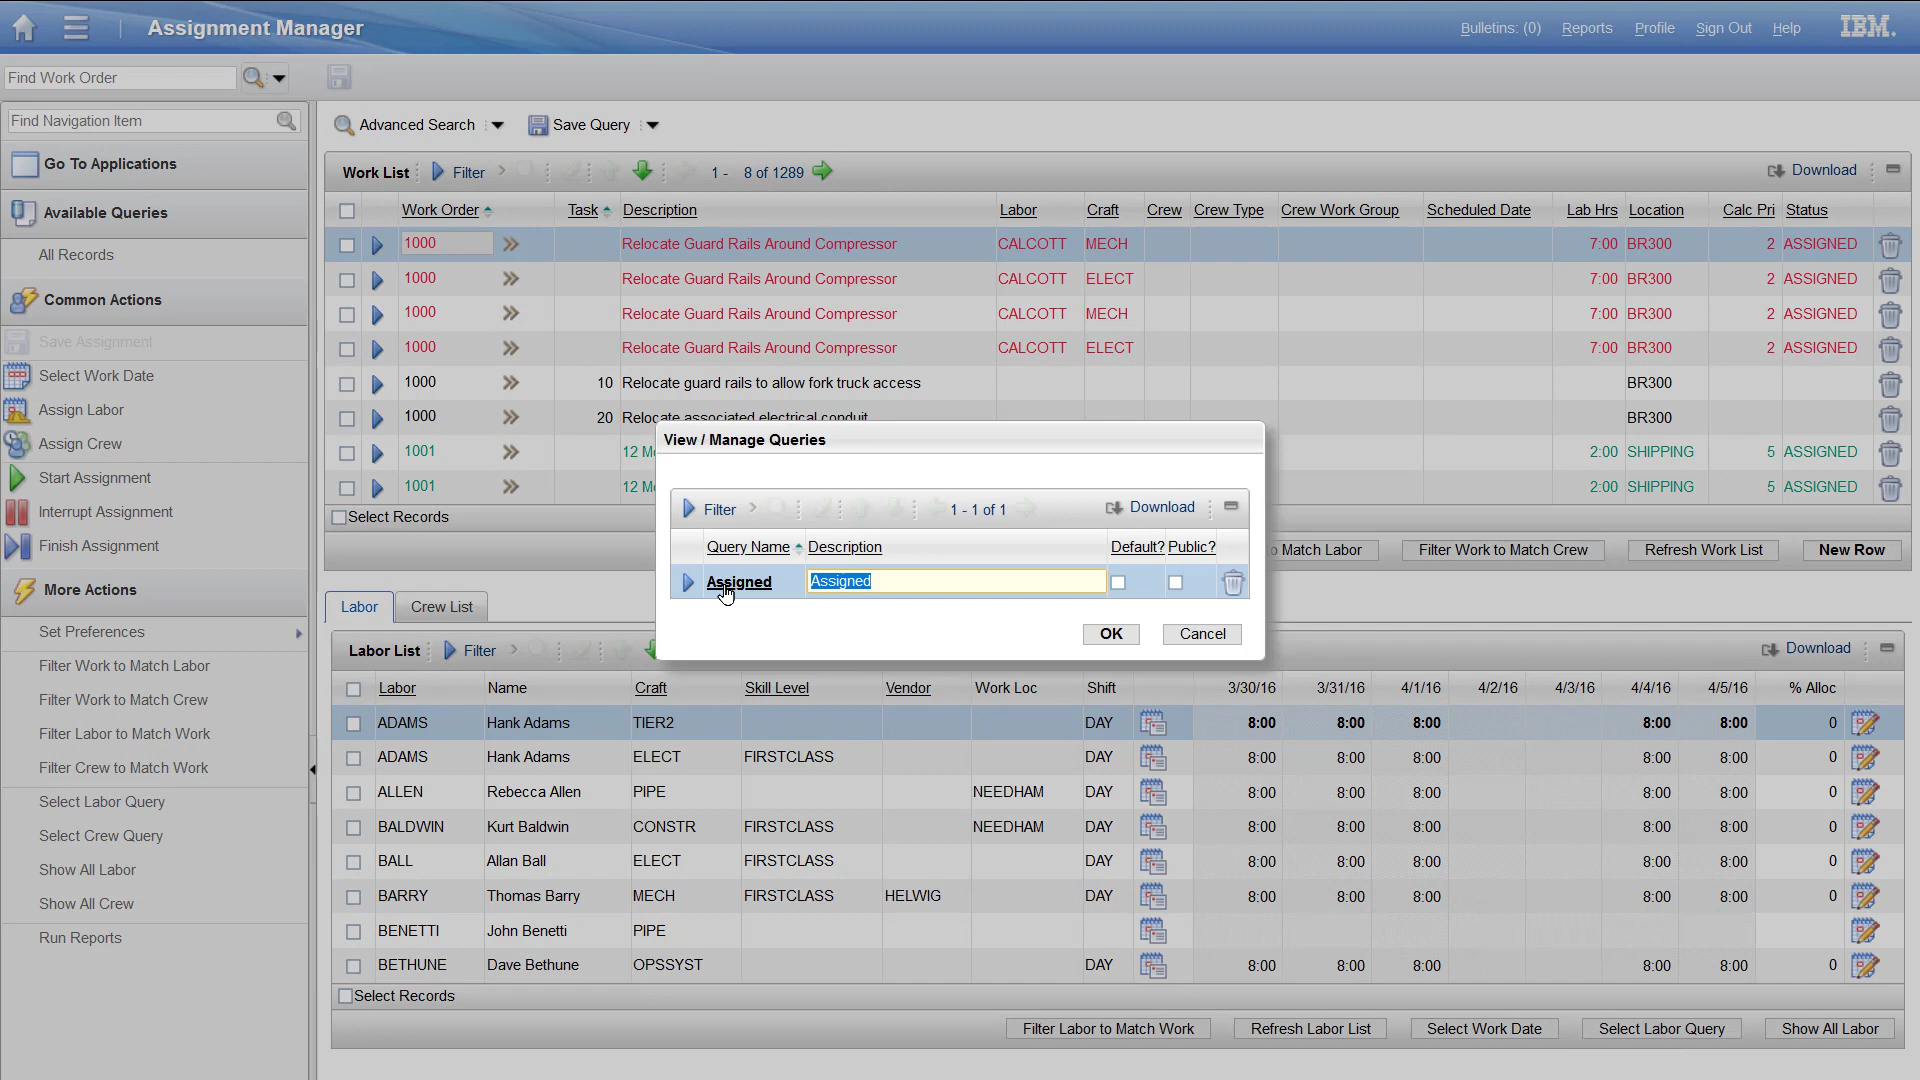 Assignment Manager
Bulletins: (0) Reports Profile Sign Out Help IBM.
Find Work Order
Find Navigation Item
Go To Applications
Available Queries
All Records
Common Actions
Save Assignment
Select Work Date
Assign Labor
Assign Crew
Start Assignment
Interrupt Assignment
Finish Assignment
More Actions
Set Preferences
Filter Work to Match Labor
Filter Work to Match Crew
Filter Labor to Match Work
Filter Crew to Match Work
Select Labor Query
Select Crew Query
Show All Labor
Show All Crew
Run Reports
Advanced Search Save Query
Work List Filter 1 - 8 of 1289 Download
Work Order Task Description Labor Craft Crew Crew Type Crew Work Group Scheduled Date Lab Hrs Location Calc Pri Status
1000 Relocate Guard Rails Around Compressor CALCOTT MECH 7:00 BR300 2 ASSIGNED
1000 Relocate Guard Rails Around Compressor CALCOTT ELECT 7:00 BR300 2 ASSIGNED
1000 Relocate Guard Rails Around Compressor CALCOTT MECH 7:00 BR300 2 ASSIGNED
1000 Relocate Guard Rails Around Compressor CALCOTT ELECT 7:00 BR300 2 ASSIGNED
1000 10 Relocate guard rails to allow fork truck access BR300
1000 20 Relocate associated electrical conduit BR300
1001 12 Mo 2:00 SHIPPING 5 ASSIGNED
1001 12 Mo 2:00 SHIPPING 5 ASSIGNED
Select Records
o Match Labor Filter Work to Match Crew Refresh Work List New Row
View / Manage Queries
Filter 1 - 1 of 1 Download
Query Name Description Default? Public?
Assigned Assigned
OK Cancel
Labor Crew List
Labor List Filter Download
Labor Name Craft Skill Level Vendor Work Loc Shift 3/30/16 3/31/16 4/1/16 4/2/16 4/3/16 4/4/16 4/5/16 % Alloc
ADAMS Hank Adams TIER2 DAY 8:00 8:00 8:00 8:00 8:00 0
ADAMS Hank Adams ELECT FIRSTCLASS DAY 8:00 8:00 8:00 8:00 8:00 0
ALLEN Rebecca Allen PIPE NEEDHAM DAY 8:00 8:00 8:00 8:00 8:00 0
BALDWIN Kurt Baldwin CONSTR FIRSTCLASS NEEDHAM DAY 8:00 8:00 8:00 8:00 8:00 0
BALL Allan Ball ELECT FIRSTCLASS DAY 8:00 8:00 8:00 8:00 8:00 0
BARRY Thomas Barry MECH FIRSTCLASS HELWIG DAY 8:00 8:00 8:00 8:00 8:00 0
BENETTI John Benetti PIPE
BETHUNE Dave Bethune OPSSYST DAY 8:00 8:00 8:00 8:00 8:00 0
Select Records
Filter Labor to Match Work Refresh Labor List Select Work Date Select Labor Query Show All Labor